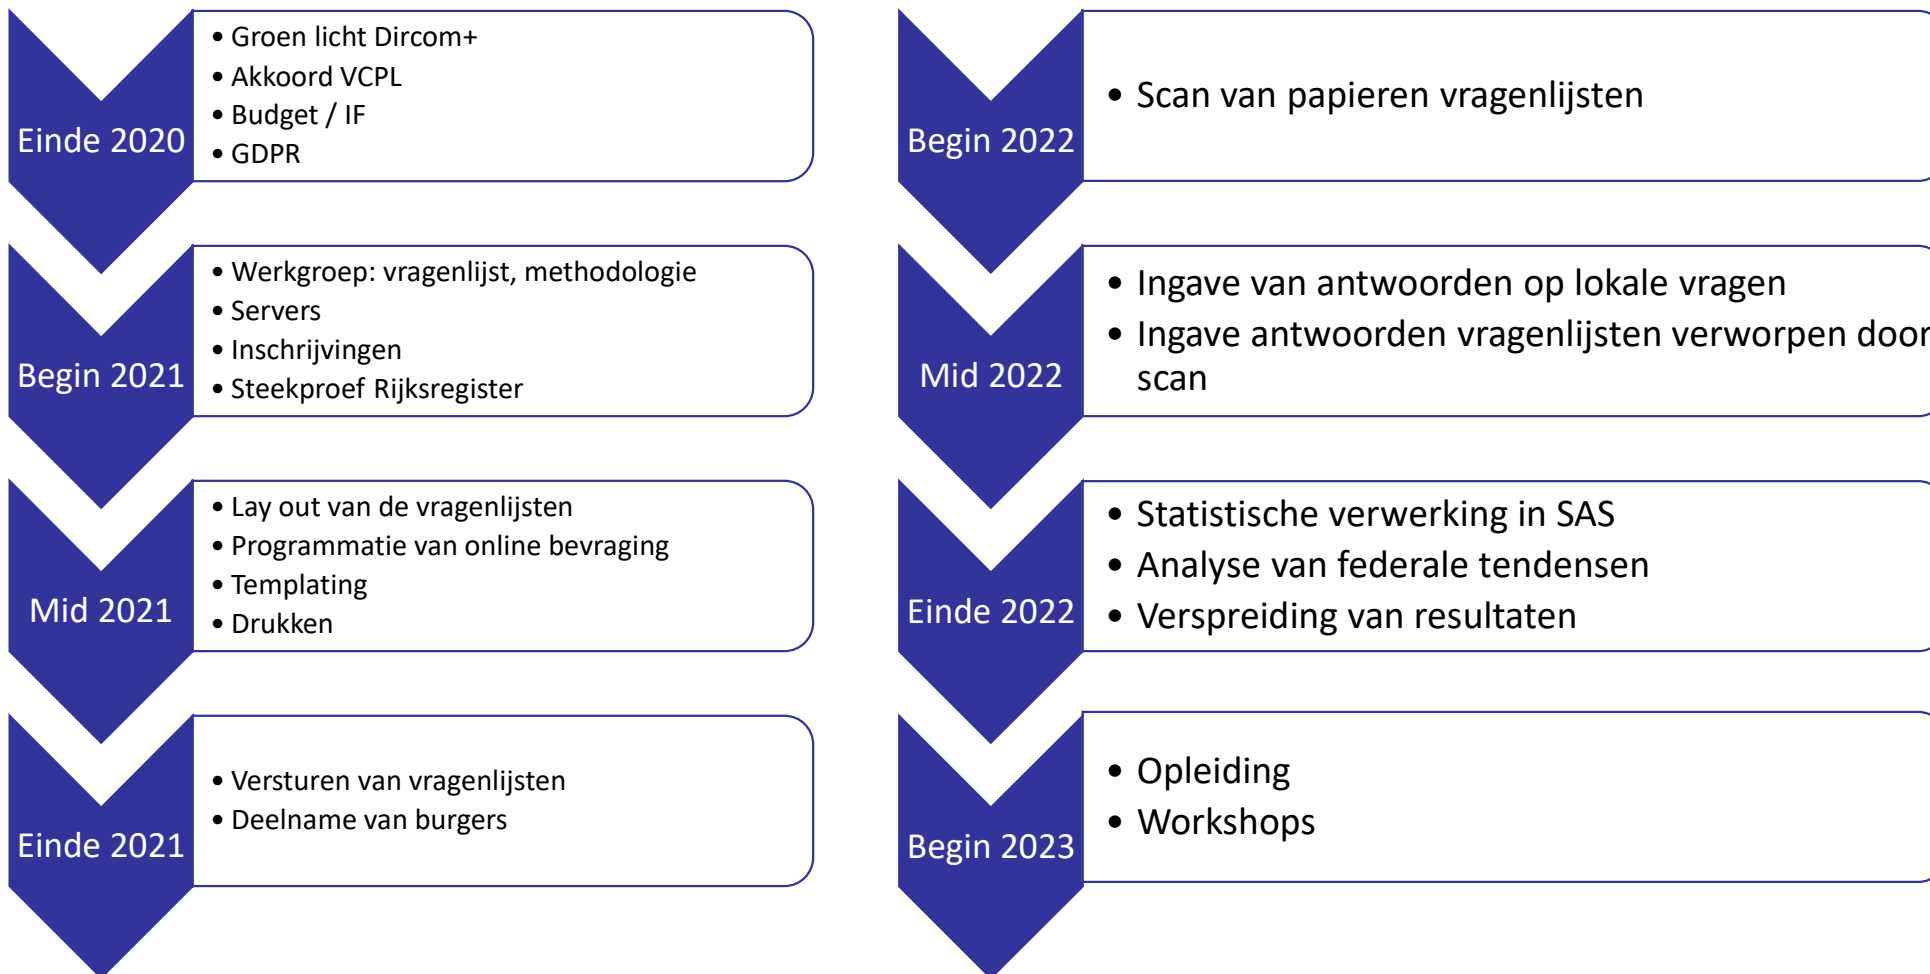 Einde 2020
• Groen licht Dircom+
• Akkoord VCPL
• Budget / IF
• GDPR
Begin 2021
• Werkgroep: vragenlijst, methodologie
• Servers
• Inschrijvingen
• Steekproef Rijksregister
Mid 2021
• Lay out van de vragenlijsten
• Programmatie van online bevraging
• Templating
• Drukken
Einde 2021
• Versturen van vragenlijsten
• Deelname van burgers
Begin 2022
• Scan van papieren vragenlijsten
Mid 2022
• Ingave van antwoorden op lokale vragen
• Ingave antwoorden vragenlijsten verworpen door
scan
Einde 2022
• Statistische verwerking in SAS
• Analyse van federale tendensen
• Verspreiding van resultaten
Begin 2023
• Opleiding
• Workshops